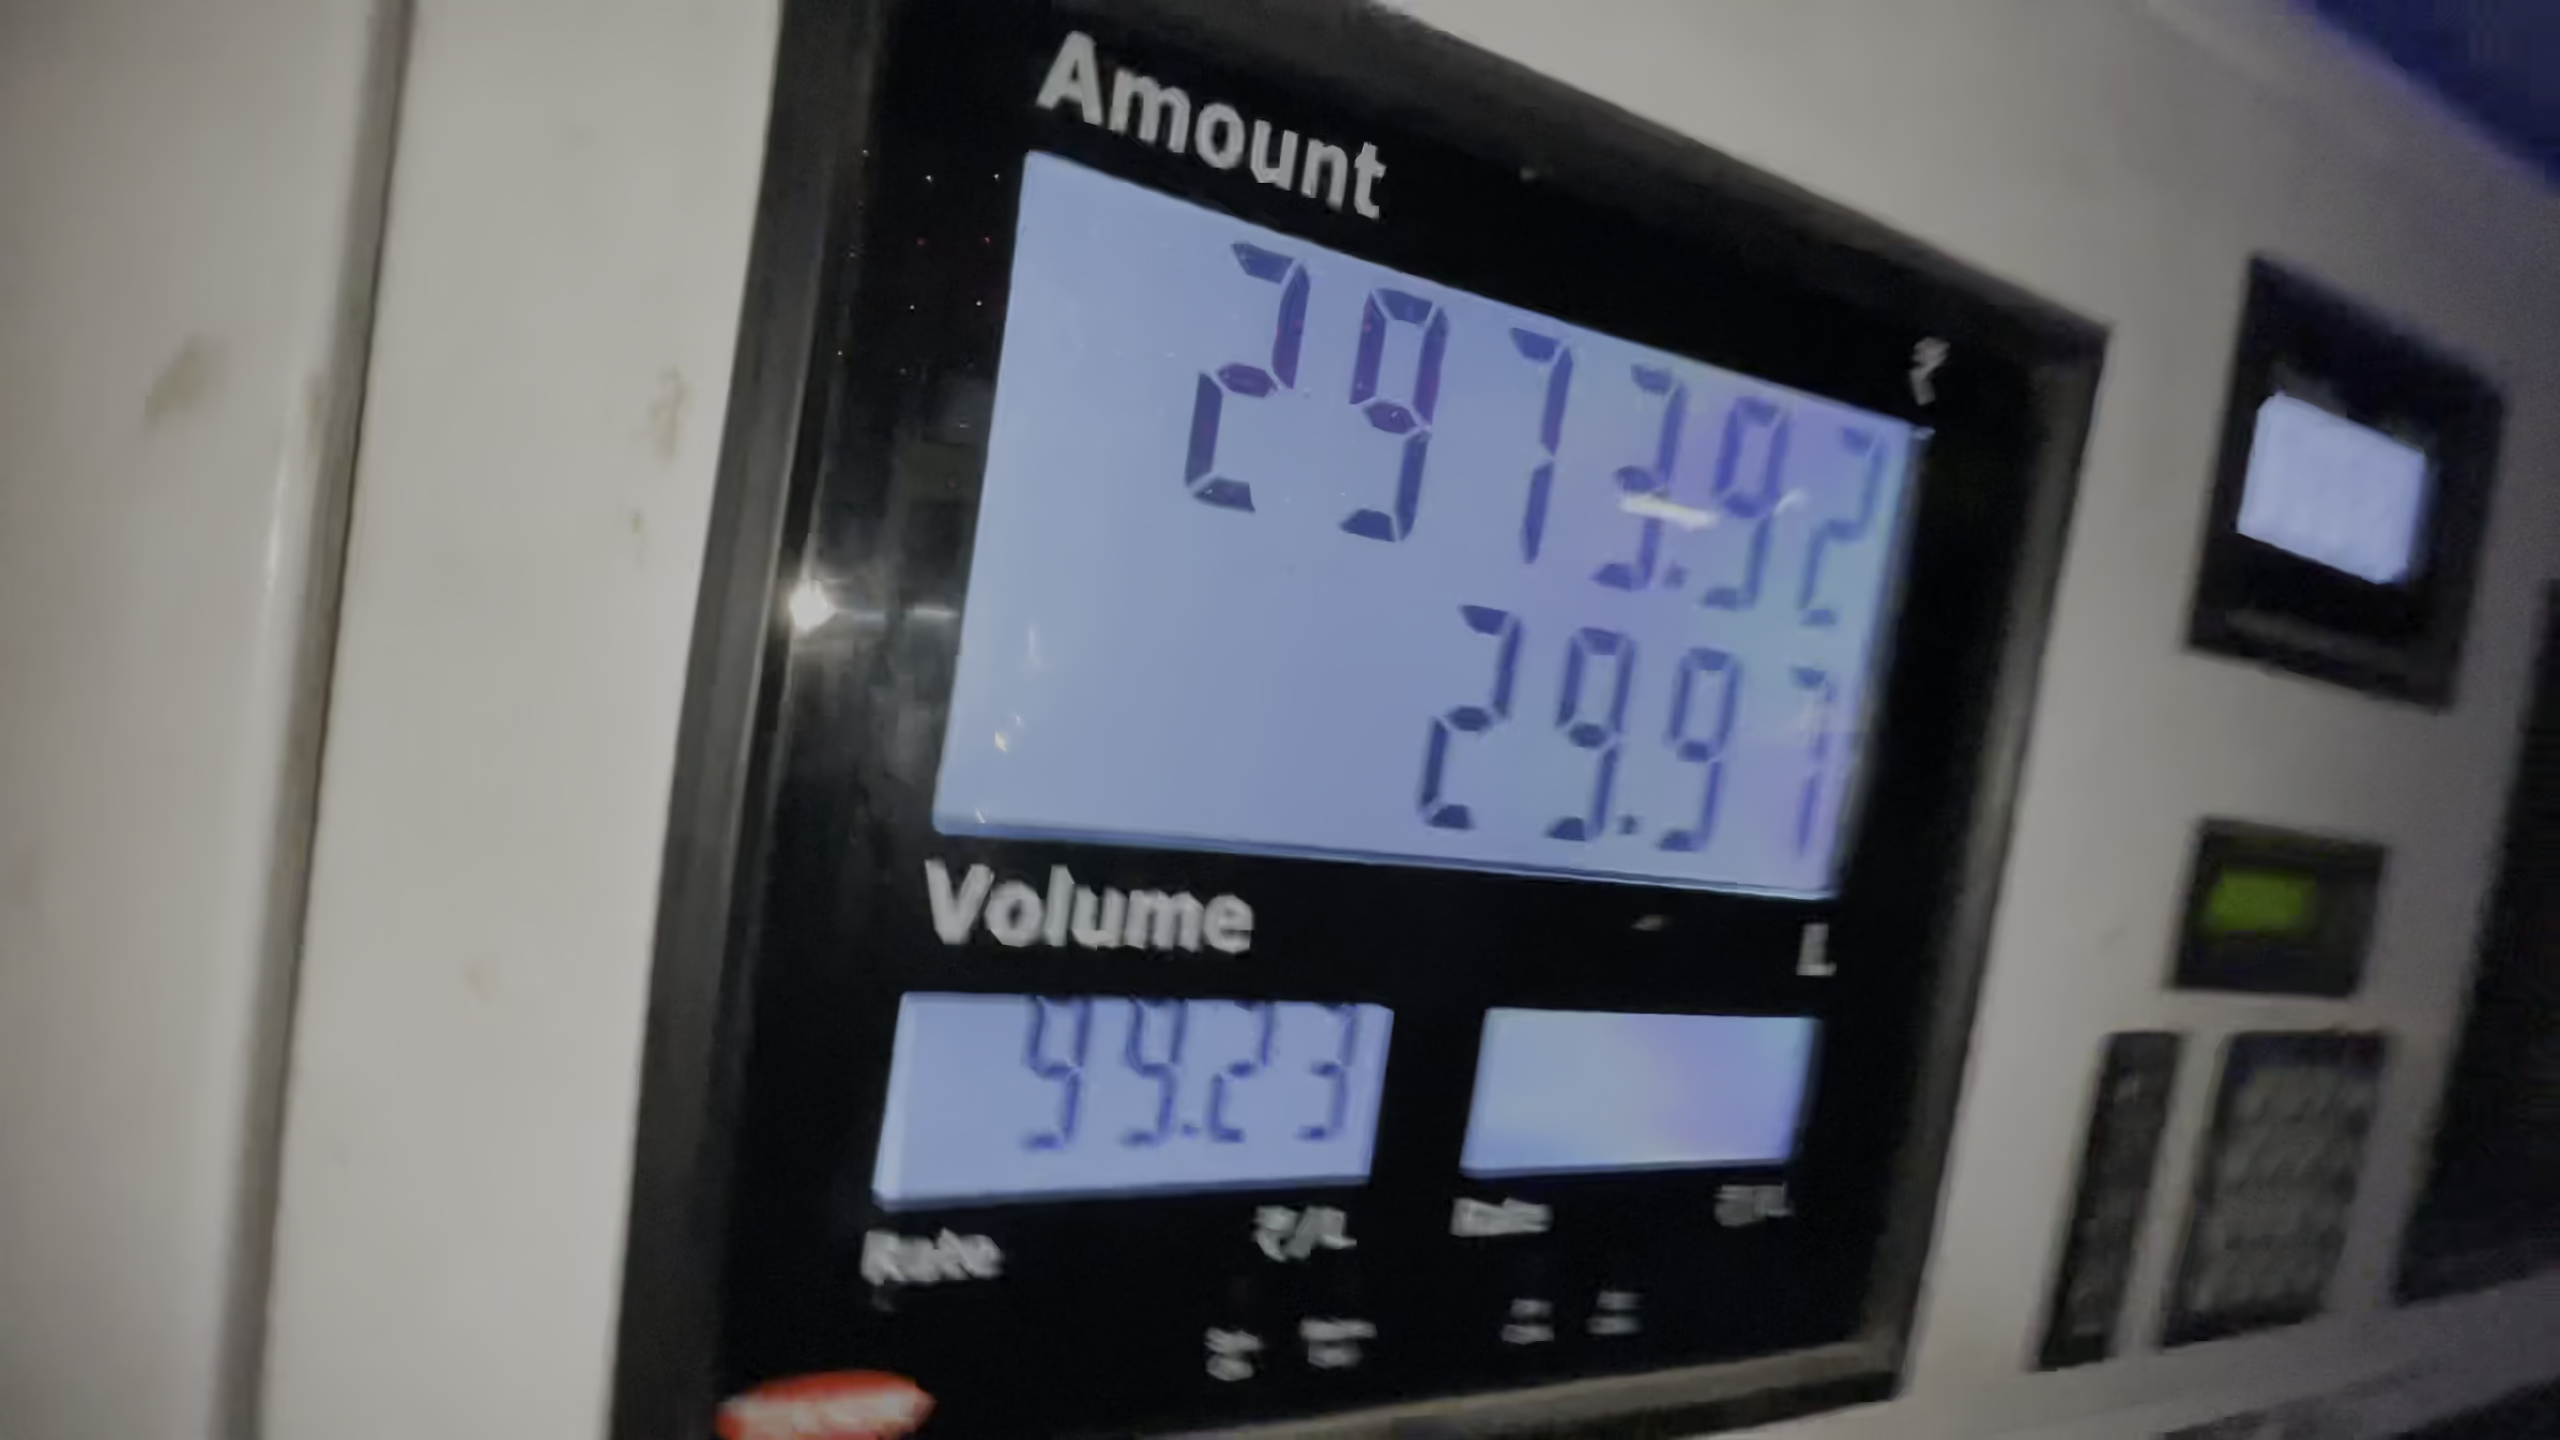 Amount
₹
2973.92
29.97
Volume
L
99.23
Rate ₹/L Rate ₹/L